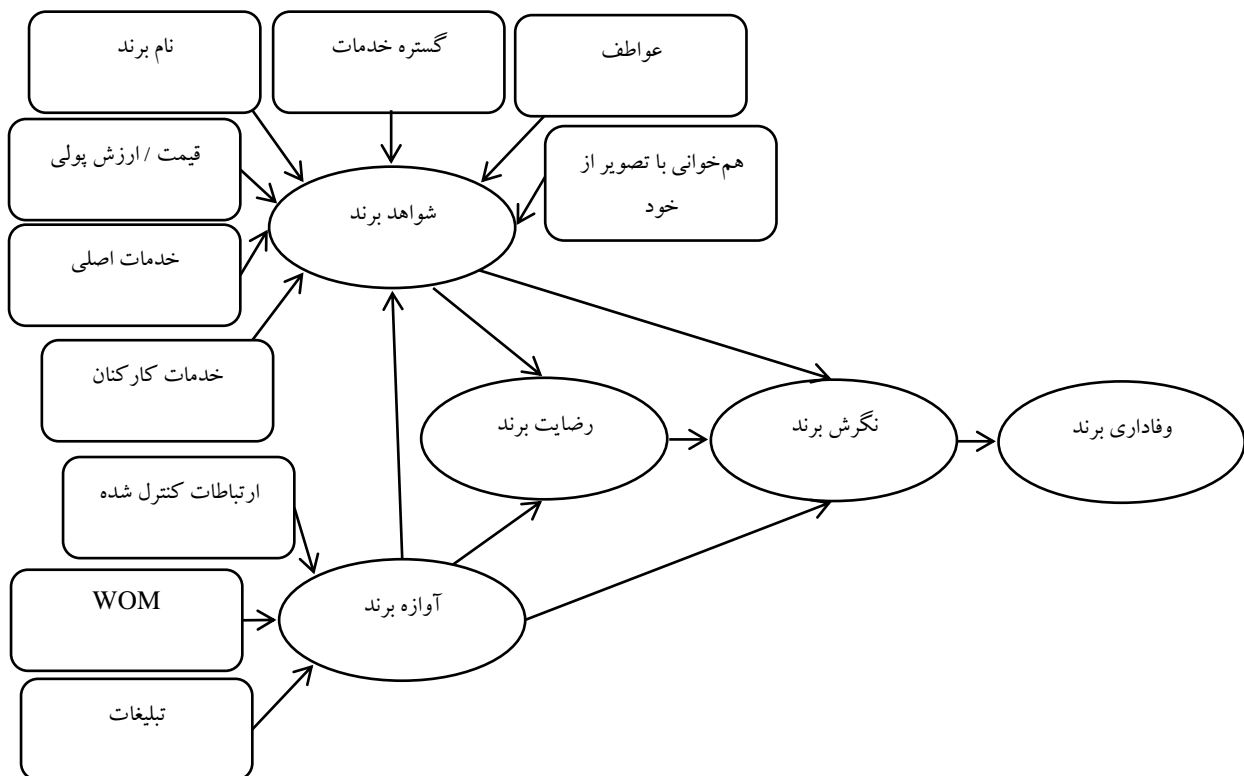 عواطف
گستره خدمات
نام برند
هم‌خوانی با تصویر از
خود
قیمت / ارزش پولی
شواهد برند
خدمات اصلی
خدمات کارکنان
رضایت برند
نگرش برند
وفاداری برند
ارتباطات کنترل شده
WOM
آوازه برند
تبلیغات